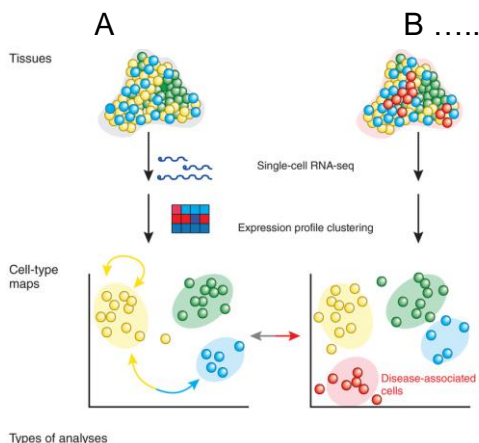 A
B .....
Tissues
Single-cell RNA-seq
Expression profile clustering
Cell-type
maps
Disease-associated
cells
Types of analyses